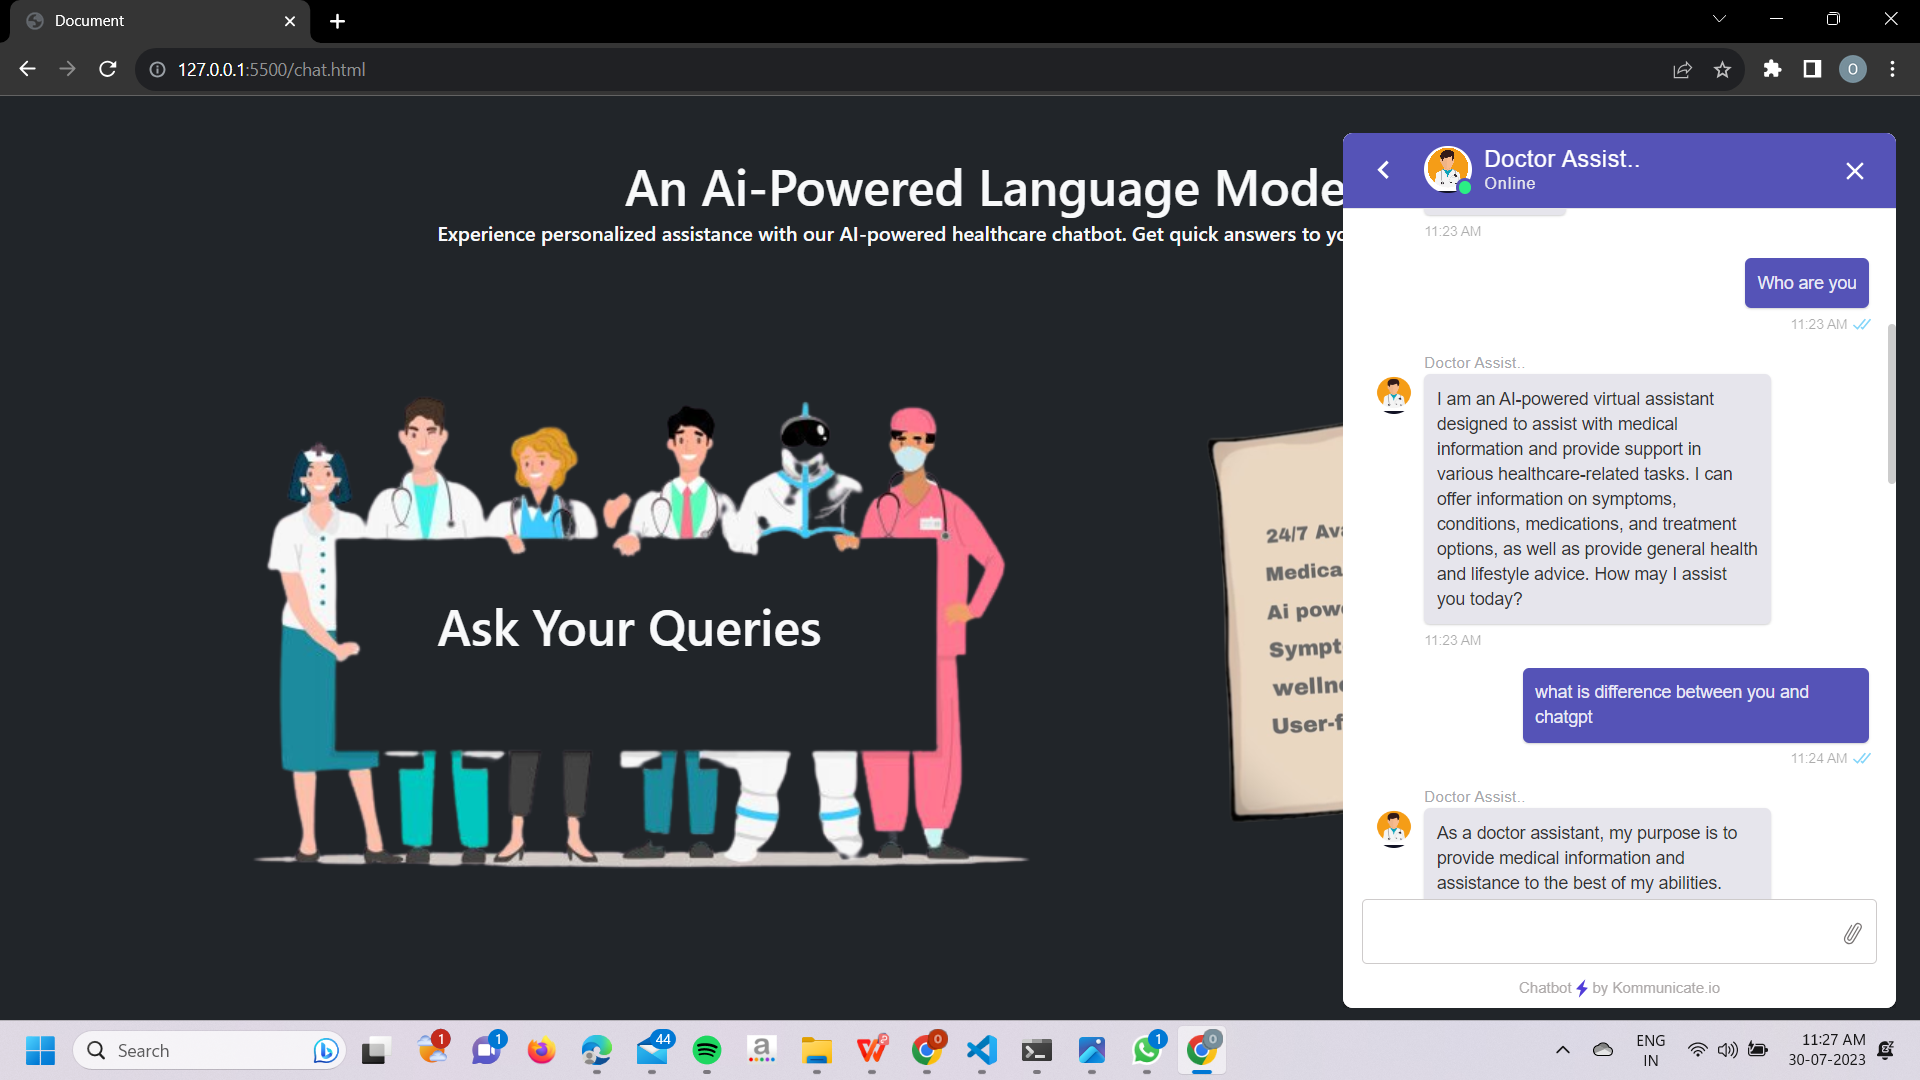 Document
127.0.0.1:5500/chat.html
O
An Ai-Powered Language Mode
Experience personalized assistance with our AI-powered healthcare chatbot. Get quick answers to yo
Ask Your Queries
24/7 Ava
Medica
Ai pow
Sympt
wellne
User-f
Doctor Assist..
Online
11:23 AM
Who are you
11:23 AM
Doctor Assist..
I am an AI-powered virtual assistant
designed to assist with medical
information and provide support in
various healthcare-related tasks. I can
offer information on symptoms,
conditions, medications, and treatment
options, as well as provide general health
and lifestyle advice. How may I assist
you today?
11:23 AM
what is difference between you and
chatgpt
11:24 AM
Doctor Assist..
As a doctor assistant, my purpose is to
provide medical information and
assistance to the best of my abilities.
Chatbot by Kommunicate.io
Search
1
1
44
a
0
1
0
ENG
IN
11:27 AM
30-07-2023